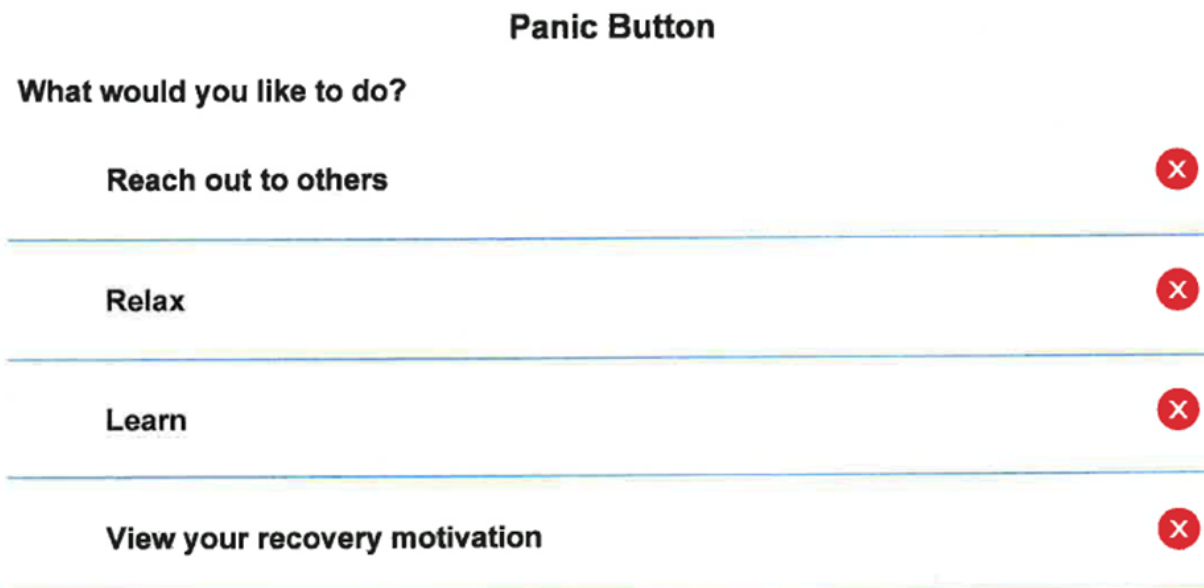 Panic Button
What would you like to do?
Reach out to others
X
Relax
X
Learn
X
View your recovery motivation
X